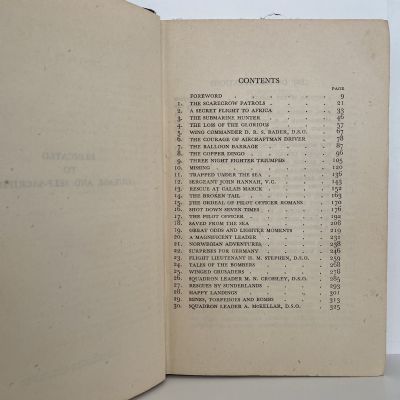 CONTENTS
PAGE
FOREWORD 9
1. THE SCARECROW PATROLS 21
2. A SECRET FLIGHT TO AFRICA 33
3. THE SUBMARINE HUNTER 46
4. THE LOSS OF THE GLORIOUS 57
5. WING COMMANDER D. R. S. BADER, D.S.O. 67
6. THE COURAGE OF AIRCRAFTMAN DRIVER 78
7. THE BALLOON BARRAGE 87
8. THE COPPER DINGO 96
9. THREE NIGHT FIGHTER TRIUMPHS 105
10. MISSING 120
11. TRAPPED UNDER THE SEA 136
12. SERGEANT JOHN HANNAH, V.C. 143
13. RESCUE AT GALAIB MARCK 152
14. THE BROKEN TAIL 163
15. THE ORDEAL OF PILOT OFFICER ROMANS 170
16. SHOT DOWN SEVEN TIMES 176
17. THE PILOT OFFICER 192
18. SAVED FROM THE SEA 208
19. GREAT ODDS AND LIGHTER MOMENTS 219
20. A MAGNIFICENT LEADER 231
21. NORWEGIAN ADVENTURES 238
22. SURPRISES FOR GERMANY 246
23. FLIGHT LIEUTENANT H. M. STEPHEN, D.S.O. 256
24. TALES OF THE BOMBERS 268
25. WINGED CRUSADERS 278
26. SQUADRON LEADER M. N. CROSSLEY, D.S.O. 285
27. RESCUES BY SUNDERLANDS 293
28. HAPPY LANDINGS 301
29. MINES, TORPEDOES AND BOMBS 313
30. SQUADRON LEADER A. MCKELLAR, D.S.O. 325